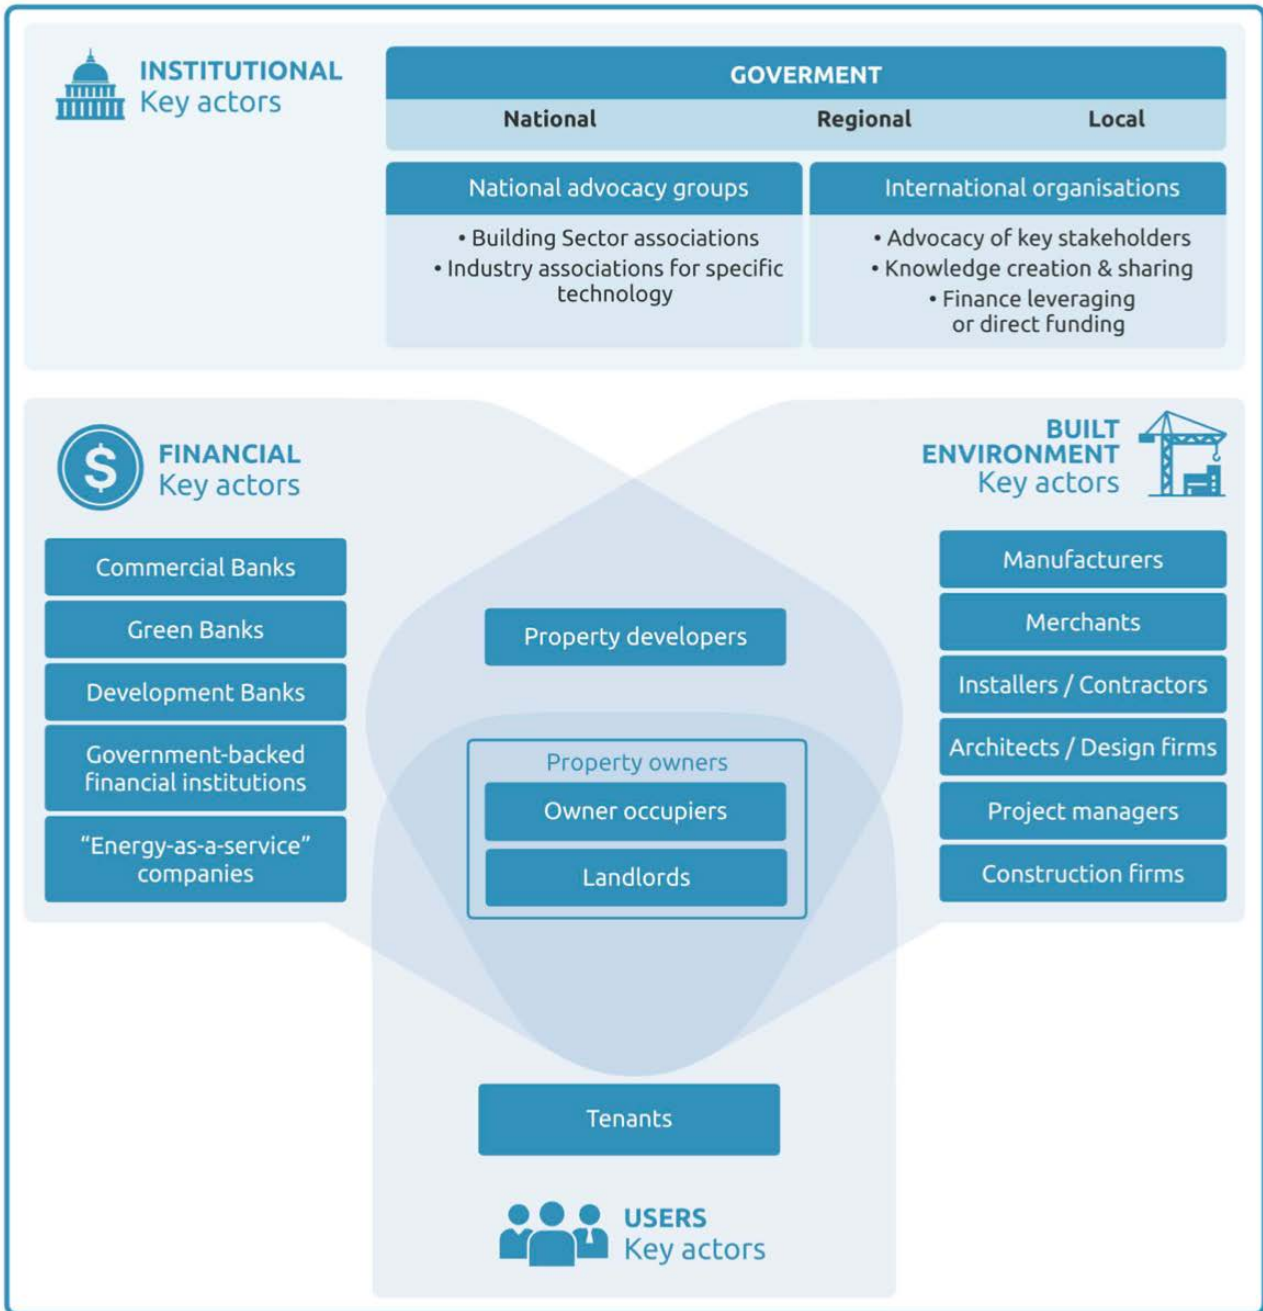 INSTITUTIONAL
Key actors
GOVERMENT
National Regional Local
National advocacy groups
• Building Sector associations
• Industry associations for specific
technology
International organisations
• Advocacy of key stakeholders
• Knowledge creation & sharing
• Finance leveraging
or direct funding
FINANCIAL
Key actors
Commercial Banks
Green Banks
Development Banks
Government-backed
financial institutions
“Energy-as-a-service”
companies
Property developers
Property owners
Owner occupiers
Landlords
BUILT
ENVIRONMENT
Key actors
Manufacturers
Merchants
Installers / Contractors
Architects / Design firms
Project managers
Construction firms
Tenants
USERS
Key actors